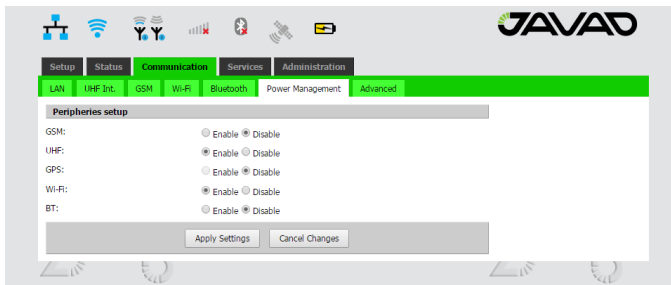 JAVAD
Setup Status Communication Services Administration
LAN UHF Int. GSM Wi-Fi Bluetooth Power Management Advanced
Peripheries setup
GSM: Enable Disable
UHF: Enable Disable
GPS: Enable Disable
Wi-Fi: Enable Disable
BT: Enable Disable
Apply Settings Cancel Changes